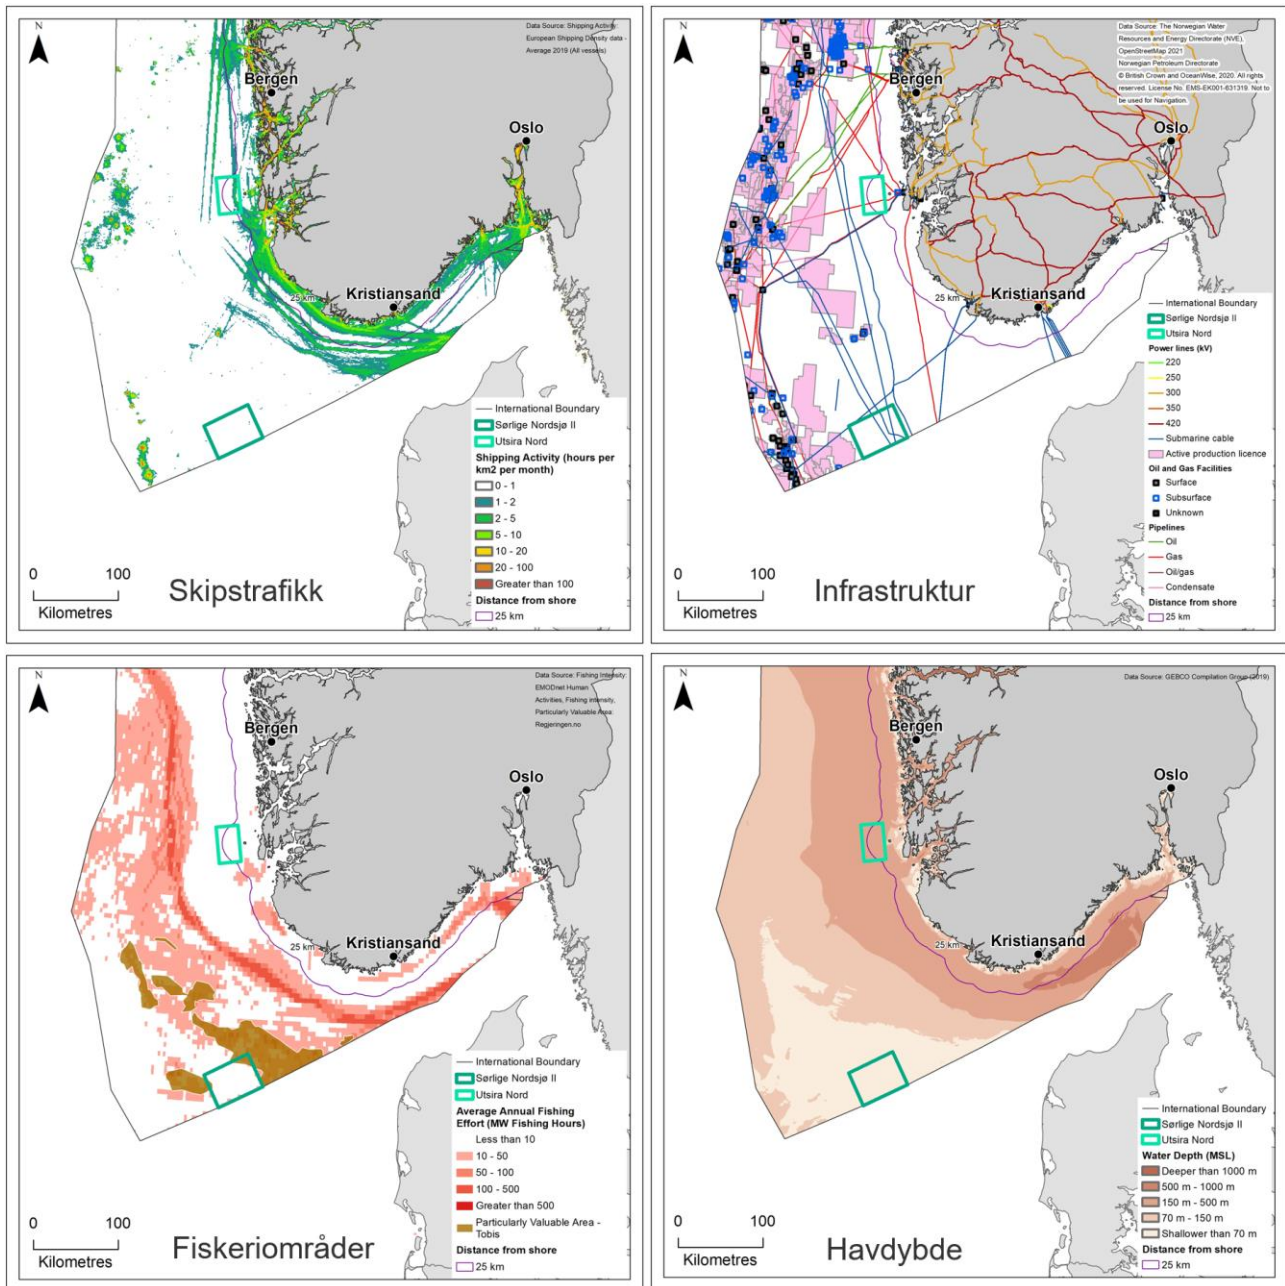 N
Data Source: Shipping Activity:
European Shipping Density data -
Average 2019 (All vessels)
Bergen
Oslo
25 km
Kristiansand
International Boundary
Sørlige Nordsjø II
Utsira Nord
Shipping Activity (hours per
km2 per month)
0 - 1
1 - 2
2 - 5
5 - 10
10 - 20
20 - 100
Greater than 100
Distance from shore
25 km
0 100
Kilometres
Skipstrafikk
N
Data Source: The Norwegian Water
Resources and Energy Directorate (NVE),
OpenStreetMap 2021
Norwegian Petroleum Directorate
© British Crown and OceanWise, 2020. All rights
reserved. License No. EMS-EK001-631319. Not to
be used for Navigation.
Bergen
Oslo
25 km
Kristiansand
International Boundary
Sørlige Nordsjø II
Utsira Nord
Power lines (kV)
220
250
300
350
420
Submarine cable
Active production licence
Oil and Gas Facilities
Surface
Subsurface
Unknown
Pipelines
Oil
Gas
Oil/gas
Condensate
Distance from shore
25 km
0 100
Kilometres
Infrastruktur
N
Data Source: Fishing Intensity:
EMODnet Human
Activities, Fishing intensity,
Particularly Valuable Area:
Regjeringen.no
Bergen
Oslo
25 km
Kristiansand
International Boundary
Sørlige Nordsjø II
Utsira Nord
Average Annual Fishing
Effort (MW Fishing Hours)
Less than 10
10 - 50
50 - 100
100 - 500
Greater than 500
Particularly Valuable Area -
Tobis
Distance from shore
25 km
0 100
Kilometres
Fiskeriområder
N
Data Source: GEBCO Compilation Group (2019)
Bergen
Oslo
25 km
Kristiansand
International Boundary
Sørlige Nordsjø II
Utsira Nord
Water Depth (MSL)
Deeper than 1000 m
500 m - 1000 m
150 m - 500 m
70 m - 150 m
Shallower than 70 m
Distance from shore
25 km
0 100
Kilometres
Havdybde